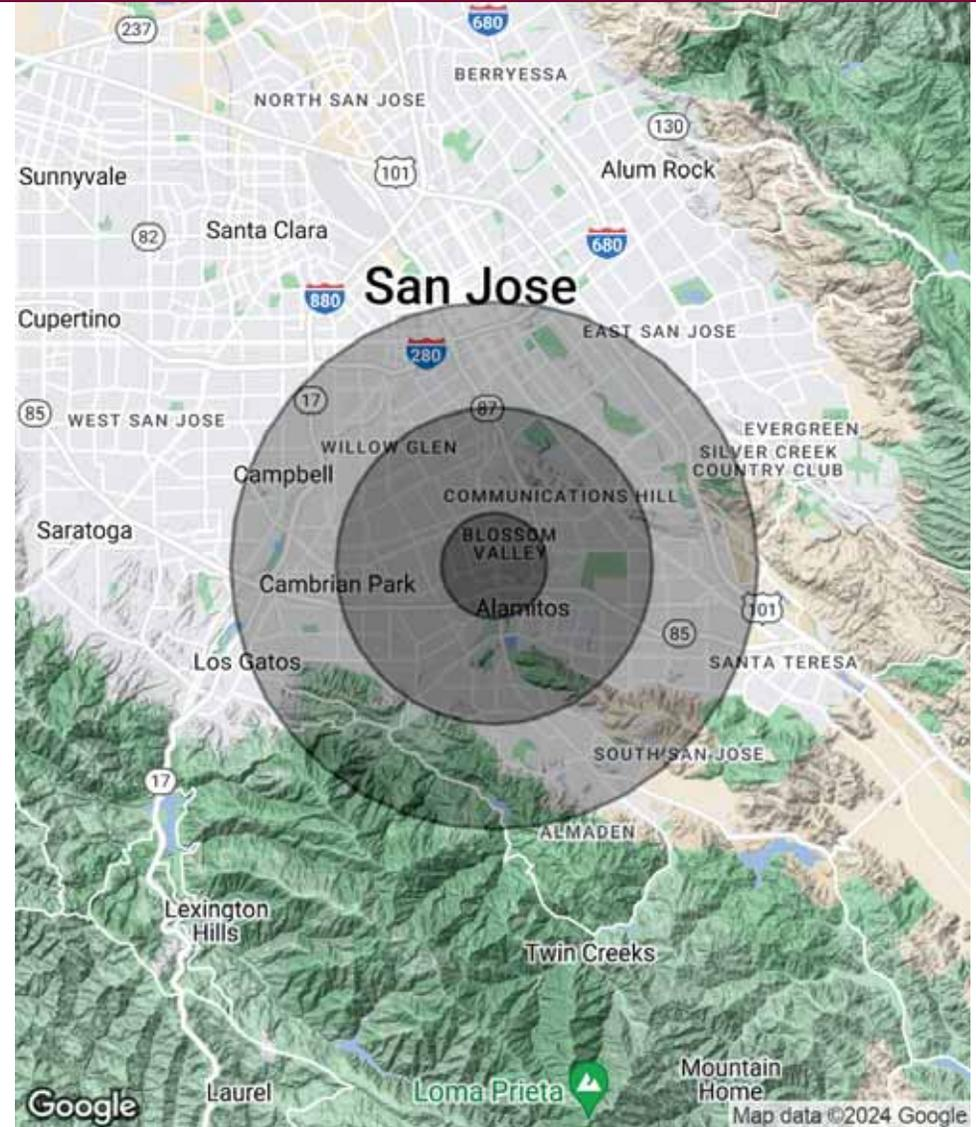 680
237
BERRYESSA
NORTH SAN JOSE
130
101
Alum Rock
Sunnyvale
82
Santa Clara
680
San Jose
880
Cupertino
EAST SAN JOSE
280
17
85
WEST SAN JOSE
87
EVERGREEN
WILLOW GLEN
SILVER CREEK
COUNTRY CLUB
Campbell
COMMUNICATIONS HILL
Saratoga
BLOSSOM
VALLEY
Cambrian Park
Alamitos
101
85
Los Gatos
SANTA TERESA
SOUTH SAN JOSE
17
ALMADEN
Lexington
Hills
Twin Creeks
Mountain
Home
Loma Prieta
Laurel
Google
Map data ©2024 Google